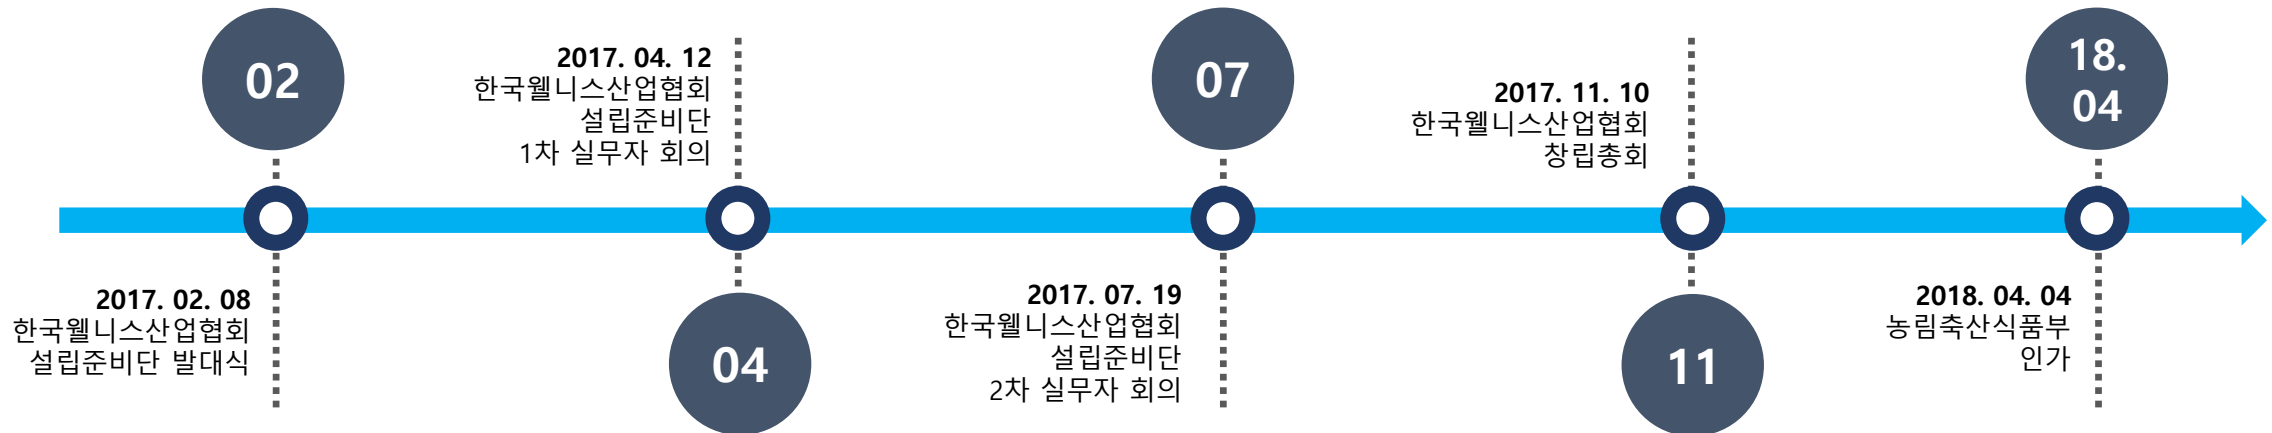 02
2017. 02. 08
한국웰니스산업협회
설립준비단 발대식
2017. 04. 12
한국웰니스산업협회
설립준비단
1차 실무자 회의
04
07
2017. 07. 19
한국웰니스산업협회
설립준비단
2차 실무자 회의
2017. 11. 10
한국웰니스산업협회
창립총회
11
18.
04
2018. 04. 04
농림축산식품부
인가